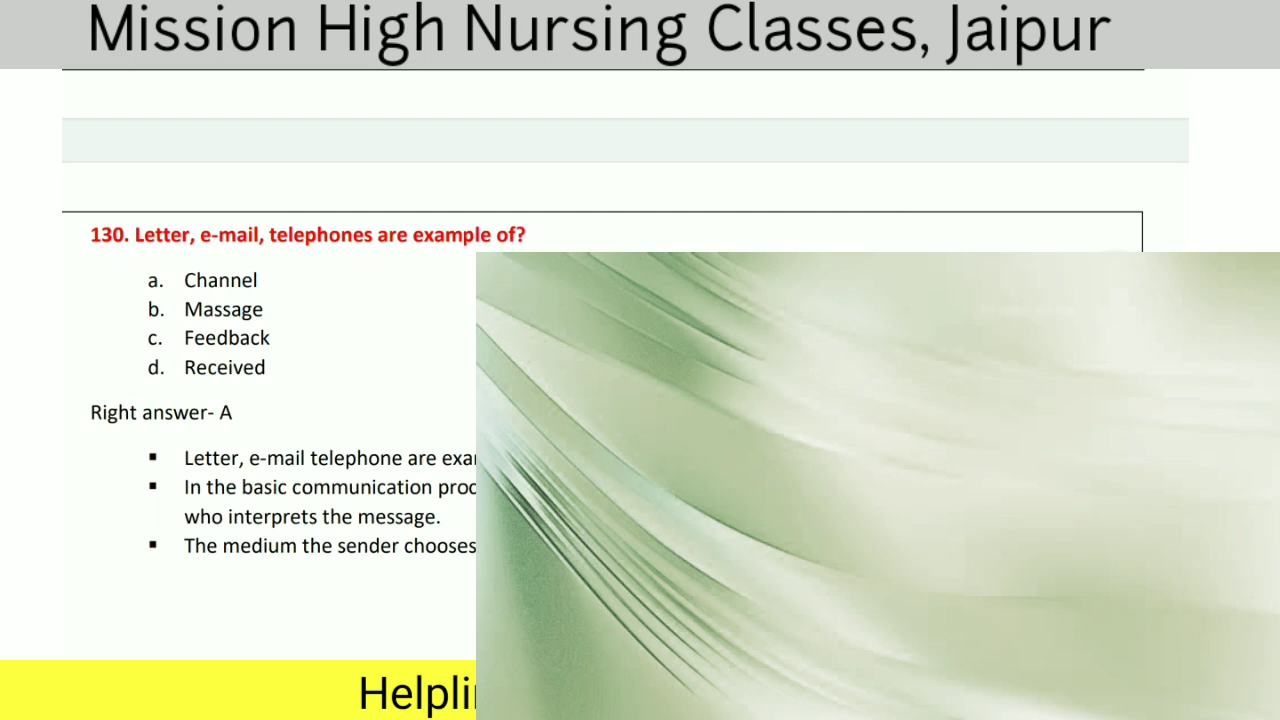 Mission High Nursing Classes, Jaipur
130. Letter, e-mail, telephones are example of?
a. Channel
b. Massage
c. Feedback
d. Received
Right answer- A
▪ Letter, e-mail telephone are
▪ In the basic communication
who interprets the message.
▪ The medium the sender chooses